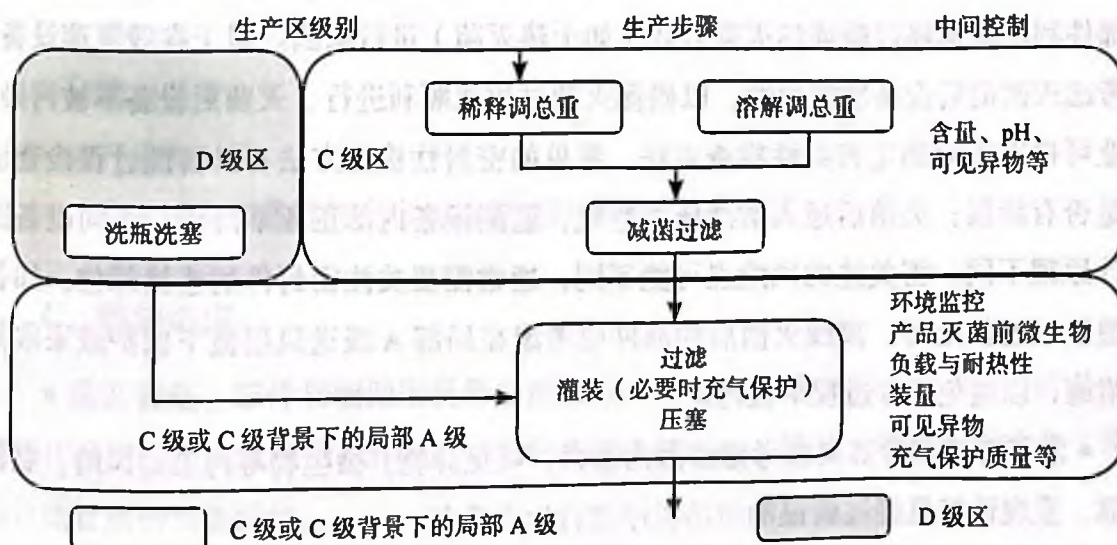 生产区级别
生产步骤
中间控制
稀释调总重
溶解调总重
D级区
C级区
含量、pH、
可见异物等
洗瓶洗塞
减菌过滤
过滤
灌装（必要时充气保护）
压塞
C级或C级背景下的局部A级
环境监控
产品灭菌前微生物
负载与耐热性
装量
可见异物
充气保护质量等
C级或C级背景下的局部A级
D级区